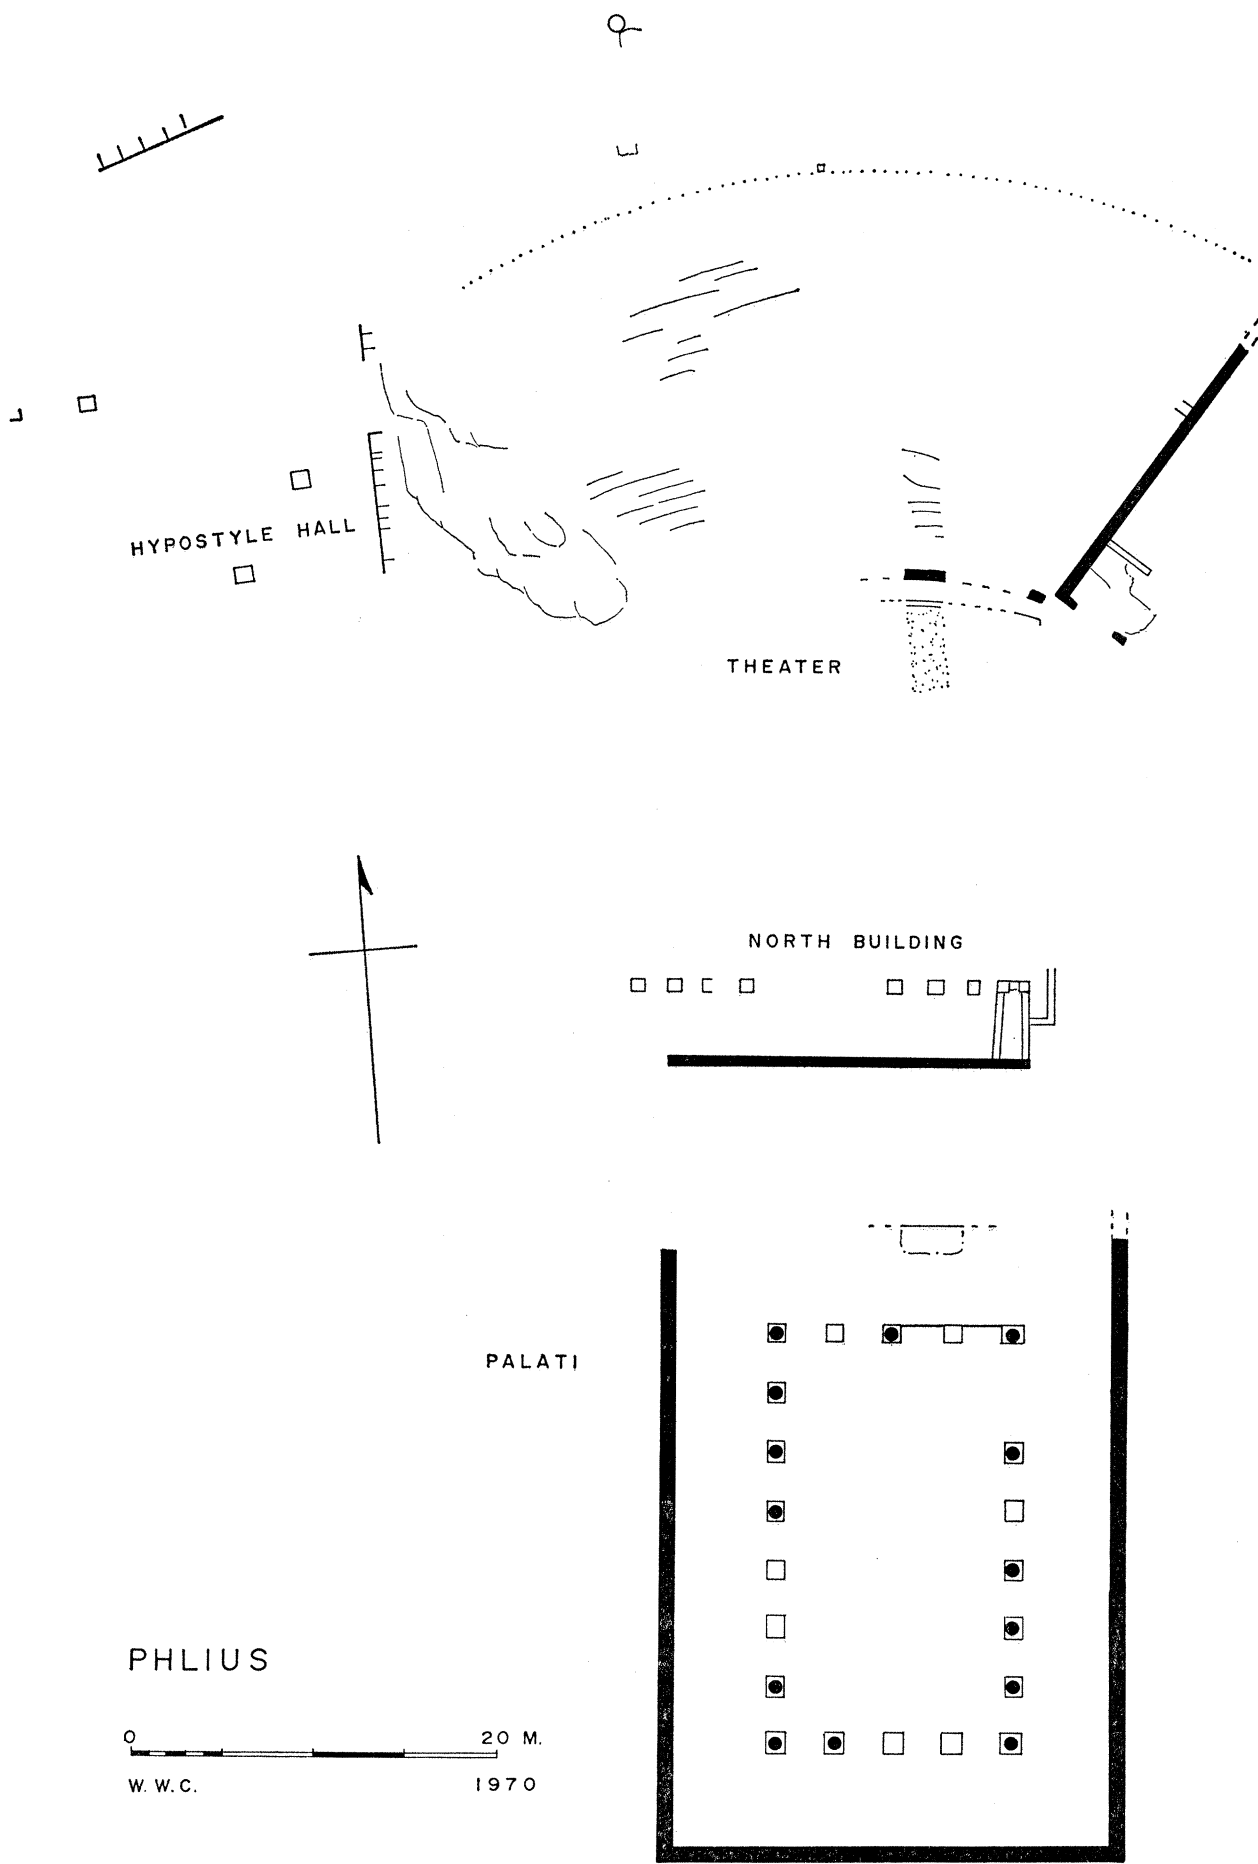 HYPOSTYLE HALL
THEATER
NORTH BUILDING
PALATI
PHLIUS
0 20 M.
W. W. C. 1970